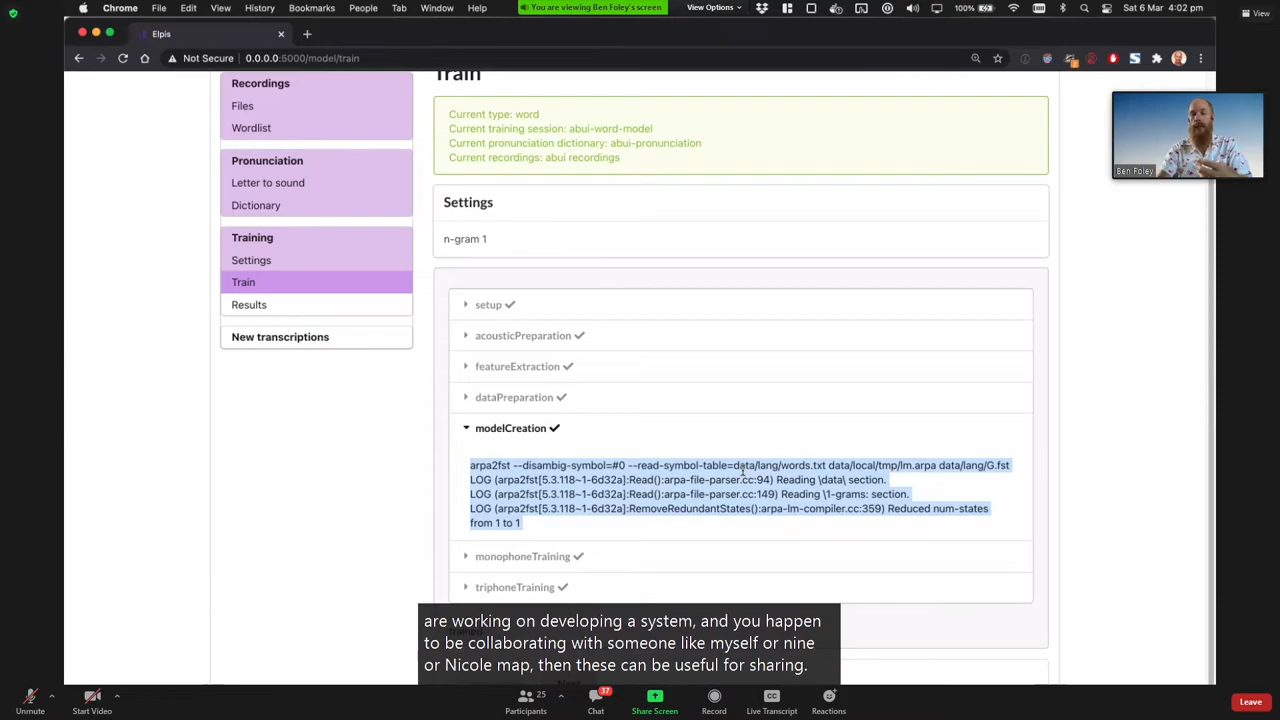 Chrome File Edit View History Bookmarks People Tab Window Help
You are viewing Ben Foley's screen
View Options
100%
Sat 6 Mar 4:02 pm
View
Elpis
Not Secure 0.0.0.0:5000/model/train
Train
Recordings
Files
Wordlist
Pronunciation
Letter to sound
Dictionary
Training
Settings
Train
Results
New transcriptions
Current type: word
Current training session: abui-word-model
Current pronunciation dictionary: abui-pronunciation
Current recordings: abui recordings
Settings
n-gram 1
setup
acousticPreparation
featureExtraction
dataPreparation
modelCreation
arpa2fst --disambig-symbol=#0 --read-symbol-table=data/lang/words.txt data/local/tmp/lm.arpa data/lang/G.fst
LOG (arpa2fst[5.3.118~1-6d32a]:Read():arpa-file-parser.cc:94) Reading \data\ section.
LOG (arpa2fst[5.3.118~1-6d32a]:Read():arpa-file-parser.cc:149) Reading \1-grams: section.
LOG (arpa2fst[5.3.118~1-6d32a]:RemoveRedundantStates():arpa-lm-compiler.cc:359) Reduced num-states
from 1 to 1
monophoneTraining
triphoneTraining
Ben Foley
are working on developing a system, and you happen
to be collaborating with someone like myself or nine
or Nicole map, then these can be useful for sharing.
Unmute
Start Video
25
Participants
37
Chat
Share Screen
Record
CC
Live Transcript
Reactions
Leave